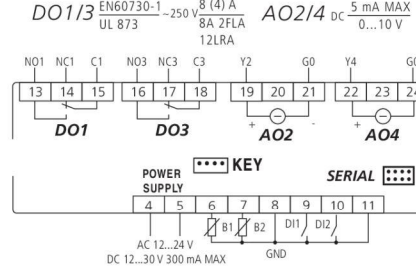 DO1/3 EN60730-1 ~250 V 8 (4) A
UL 873 8A 2FLA
12LRA
AO2/4 DC 5 mA MAX
0...10 V
NO1 NC1 C1 NO3 NC3 C3 Y2 G0 Y4 G0
13 14 15 16 17 18 19 20 21 22 23 24
+ - +
DO1 DO3 AO2 AO4
KEY
POWER
SUPPLY
SERIAL
4 5 6 7 8 9 10 11
B1 B2 DI1 DI2
AC 12...24 V
DC 12...30 V 300 mA MAX
GND